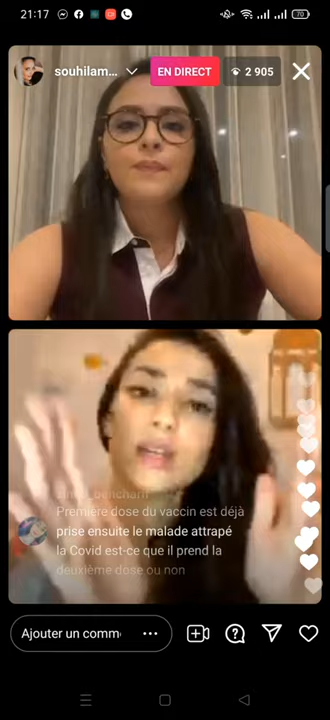 21:17
70
souhilam...
EN DIRECT
2 905
Première dose du vaccin est déjà
prise ensuite le malade attrapé
la Covid est-ce que il prend la
deuxième dose ou non
Ajouter un comm